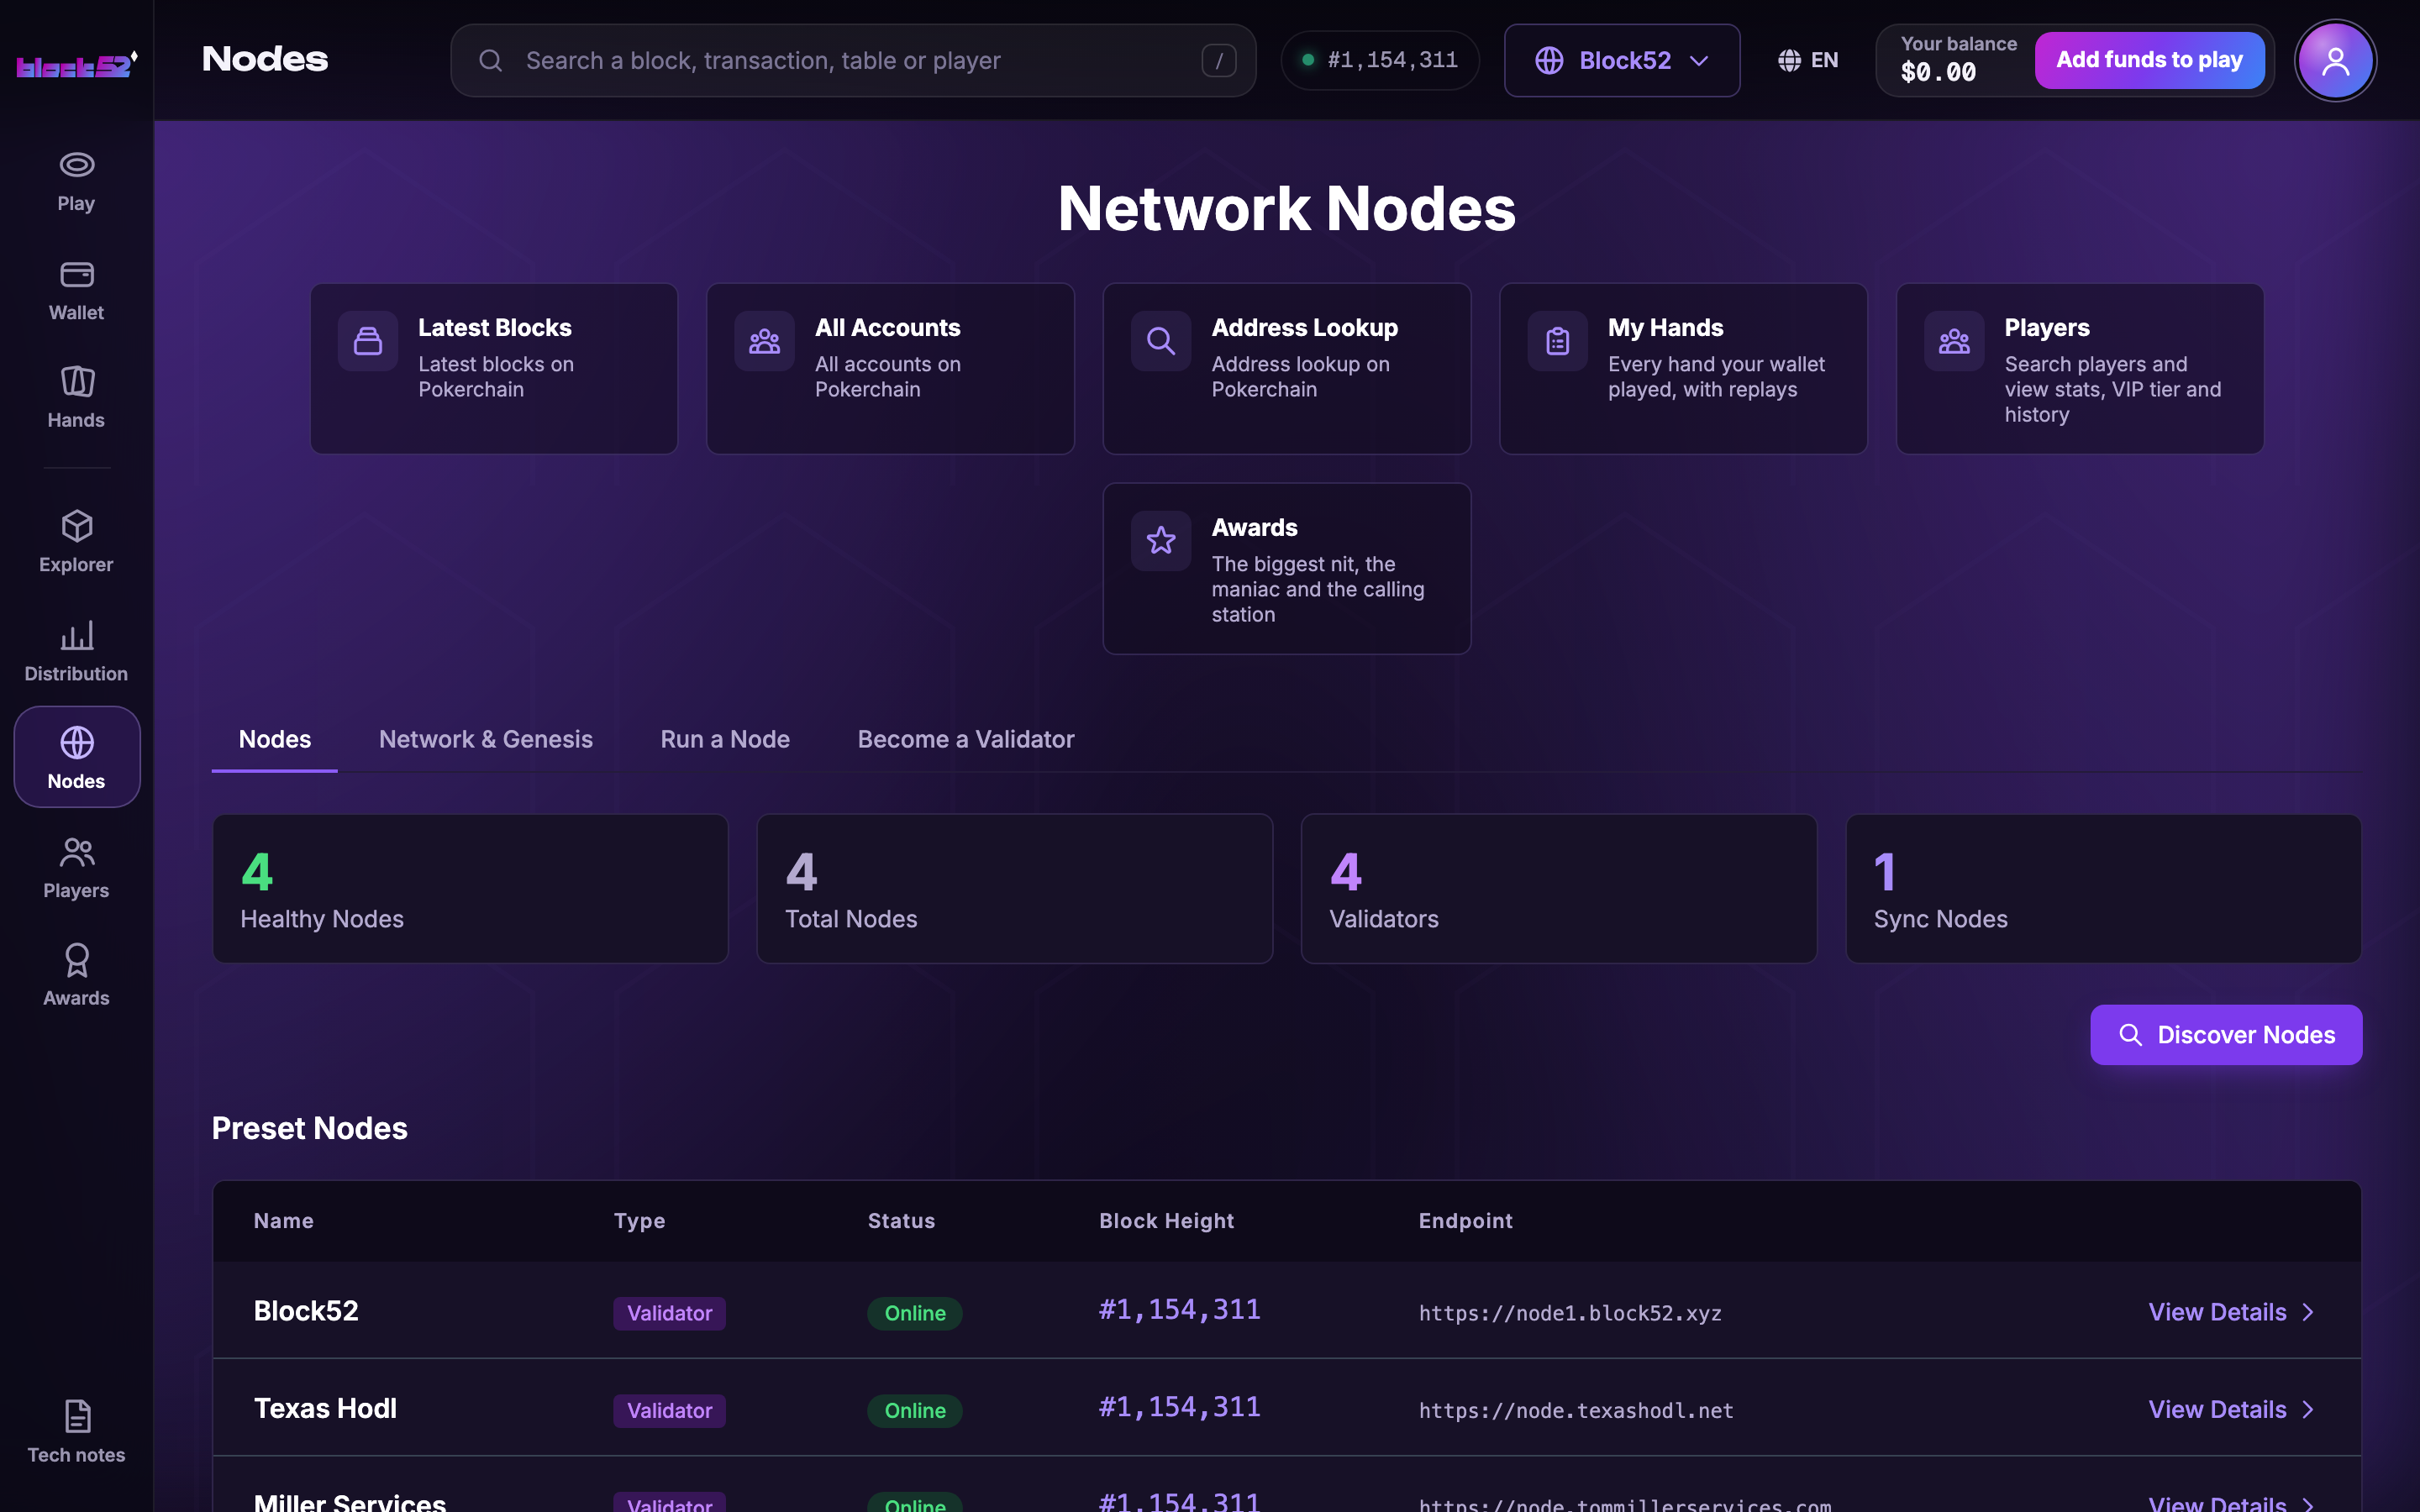 block52
Nodes
Search a block, transaction, table or player
/
#1,154,311
Block52
EN
Your balance
$0.00
Add funds to play
Play
Wallet
Hands
Explorer
Distribution
Nodes
Players
Awards
Tech notes
Network Nodes
Latest Blocks
Latest blocks on
Pokerchain
All Accounts
All accounts on
Pokerchain
Address Lookup
Address lookup on
Pokerchain
My Hands
Every hand your wallet
played, with replays
Players
Search players and
view stats, VIP tier and
history
Awards
The biggest nit, the
maniac and the calling
station
Nodes
Network & Genesis
Run a Node
Become a Validator
4
Healthy Nodes
4
Total Nodes
4
Validators
1
Sync Nodes
Discover Nodes
Preset Nodes
Name Type Status Block Height Endpoint
Block52 Validator Online #1,154,311 https://node1.block52.xyz View Details
Texas Hodl Validator Online #1,154,311 https://node.texashodl.net View Details
Miller Services Validator Online #1,154,311 https://node.tommillerservices.com View Details